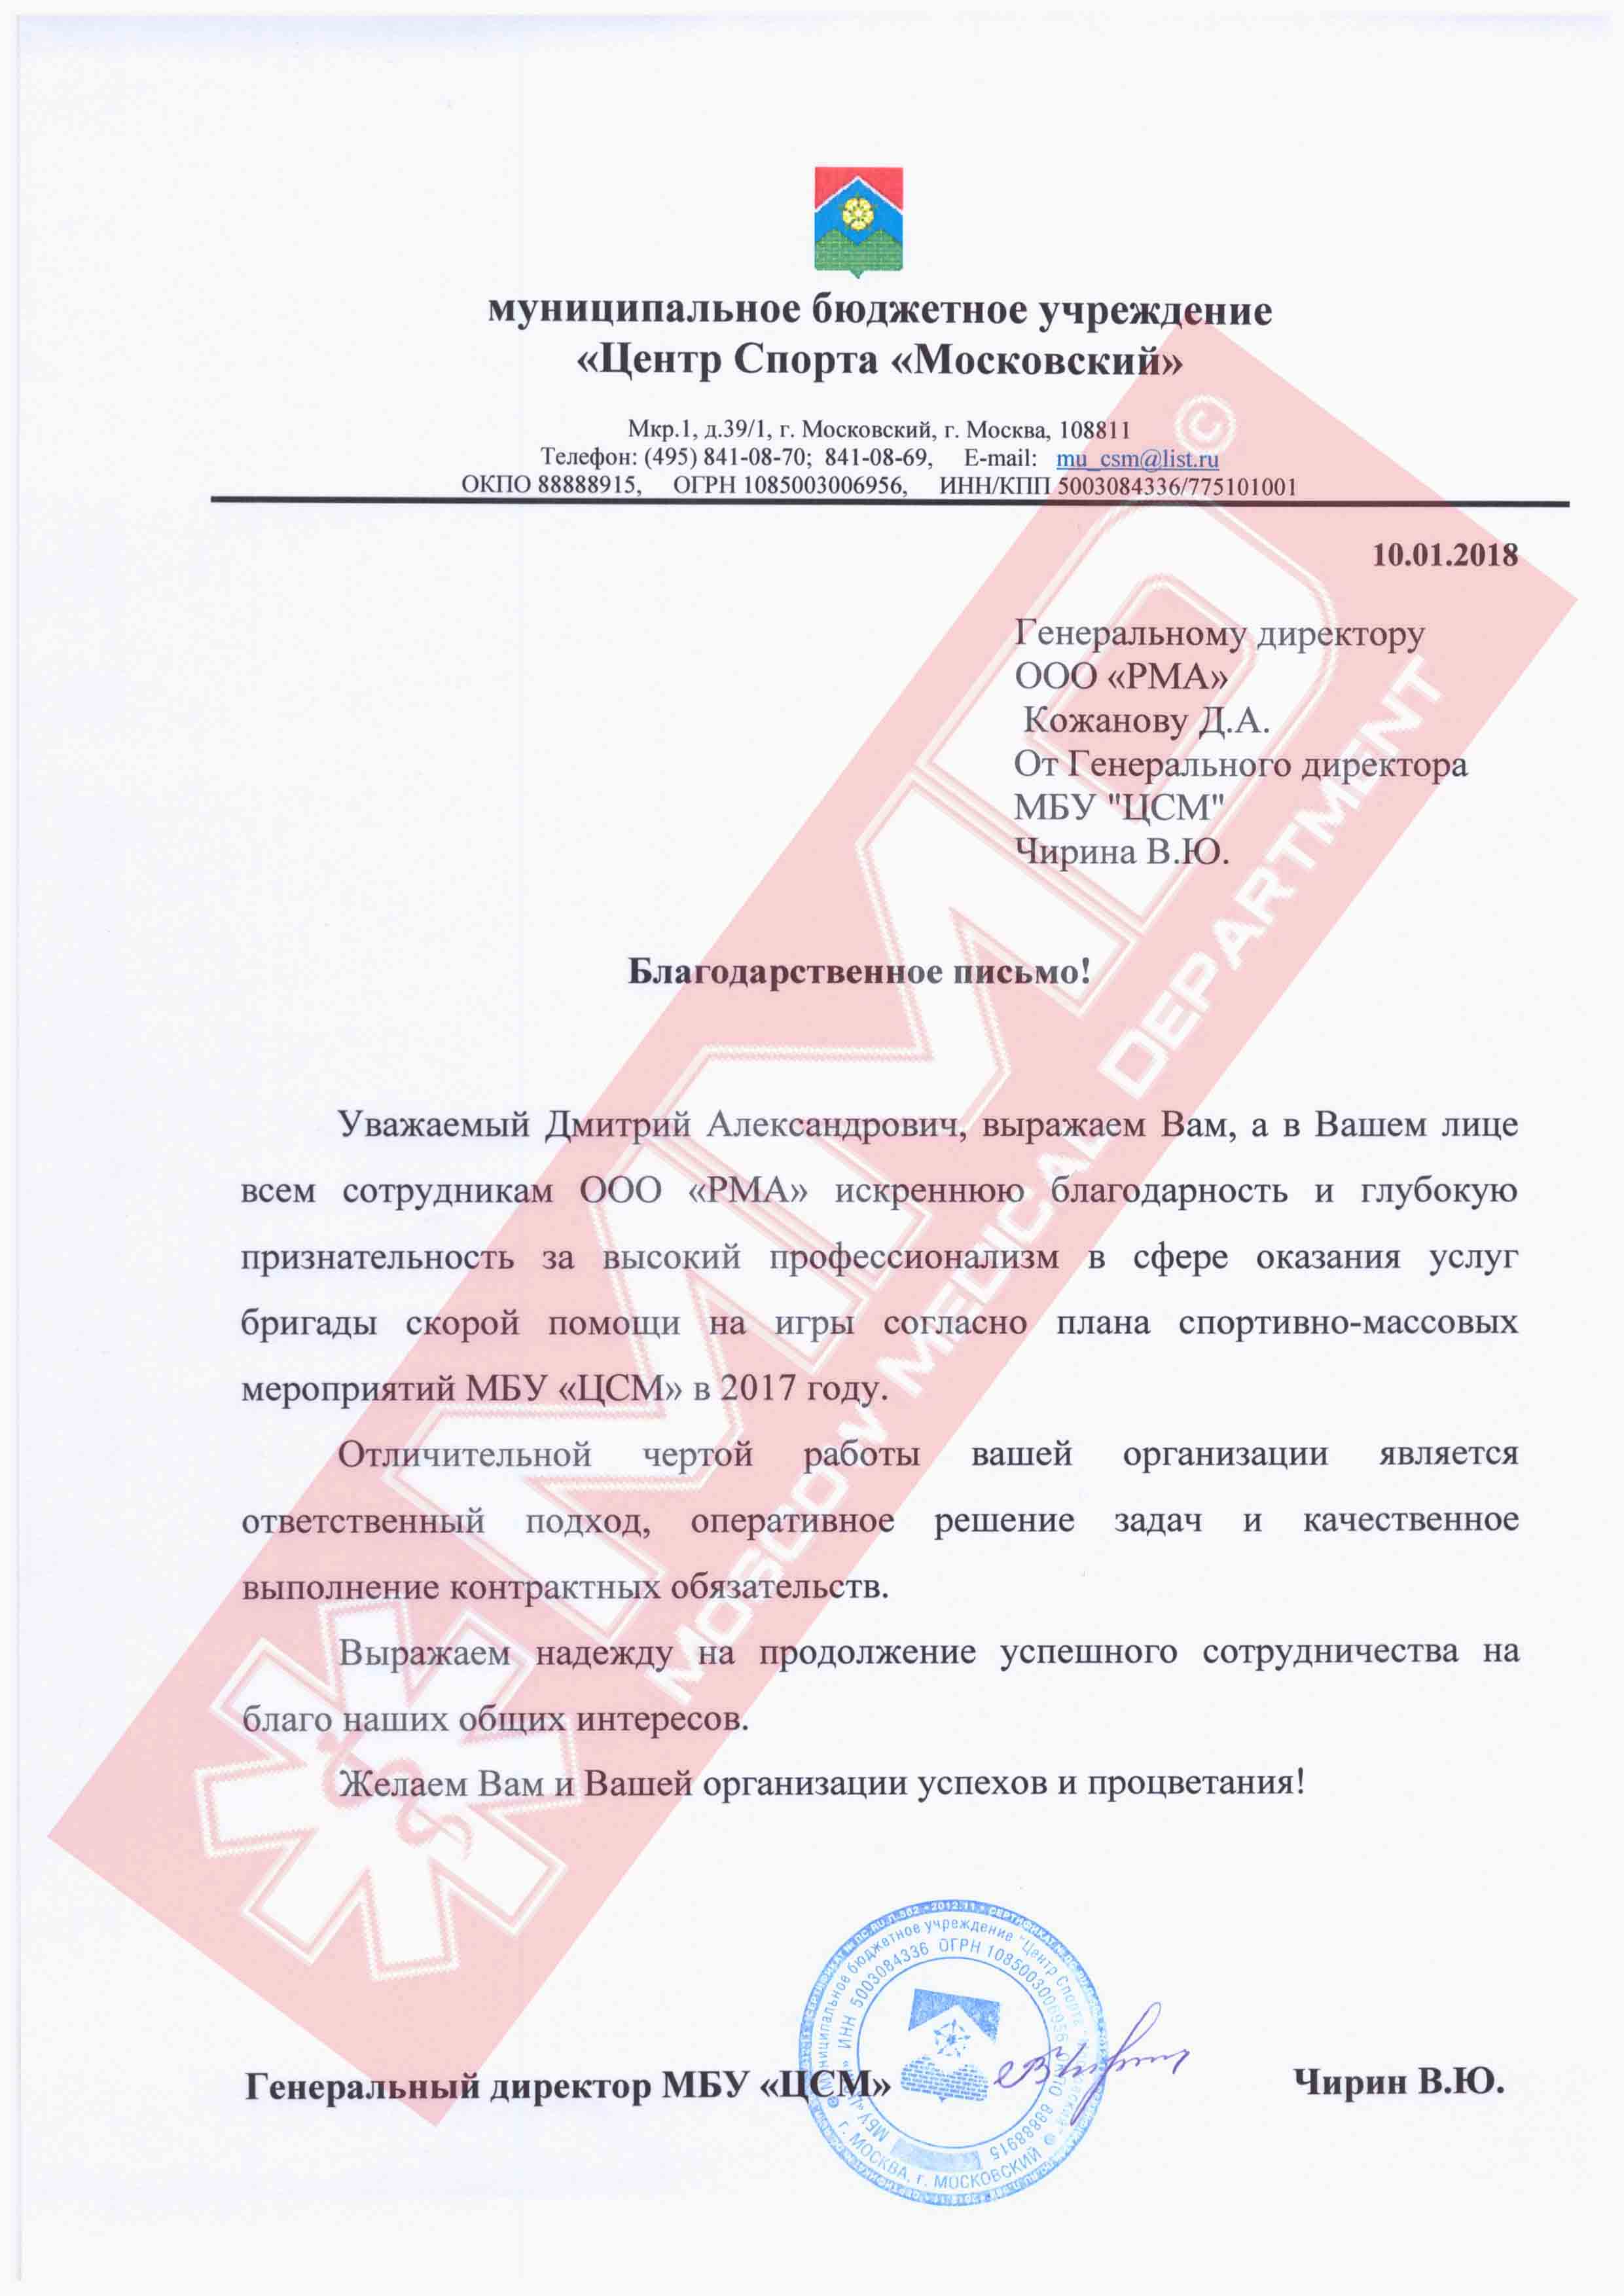 муниципальное бюджетное учреждение
«Центр Спорта «Московский»
Мкр.1, д.39/1, г. Московский, г. Москва, 108811
Телефон: (495) 841-08-70; 841-08-69, E-mail: mu_csm@list.ru
ОКПО 88888915, ОГРН 1085003006956, ИНН/КПП 5003084336/775101001
10.01.2018
Генеральному директору
ООО «РМА»
Кожанову Д.А.
От Генерального директора
МБУ "ЦСМ"
Чирина В.Ю.
Благодарственное письмо!
Уважаемый Дмитрий Александрович, выражаем Вам, а в Вашем лице
всем сотрудникам ООО «РМА» искреннюю благодарность и глубокую
признательность за высокий профессионализм в сфере оказания услуг
бригады скорой помощи на игры согласно плана спортивно-массовых
мероприятий МБУ «ЦСМ» в 2017 году.
Отличительной чертой работы вашей организации является
ответственный подход, оперативное решение задач и качественное
выполнение контрактных обязательств.
Выражаем надежду на продолжение успешного сотрудничества на
благо наших общих интересов.
Желаем Вам и Вашей организации успехов и процветания!
Генеральный директор МБУ «ЦСМ»
Чирин В.Ю.
MMD ©
MOSCOW MEDICAL DEPARTMENT
муниципальное бюджетное учреждение "Центр Спорта
ИНН 5003084336 ОГРН 1085003006956 ОКПО 88888915
г. МОСКВА, г. МОСКОВСКИЙ